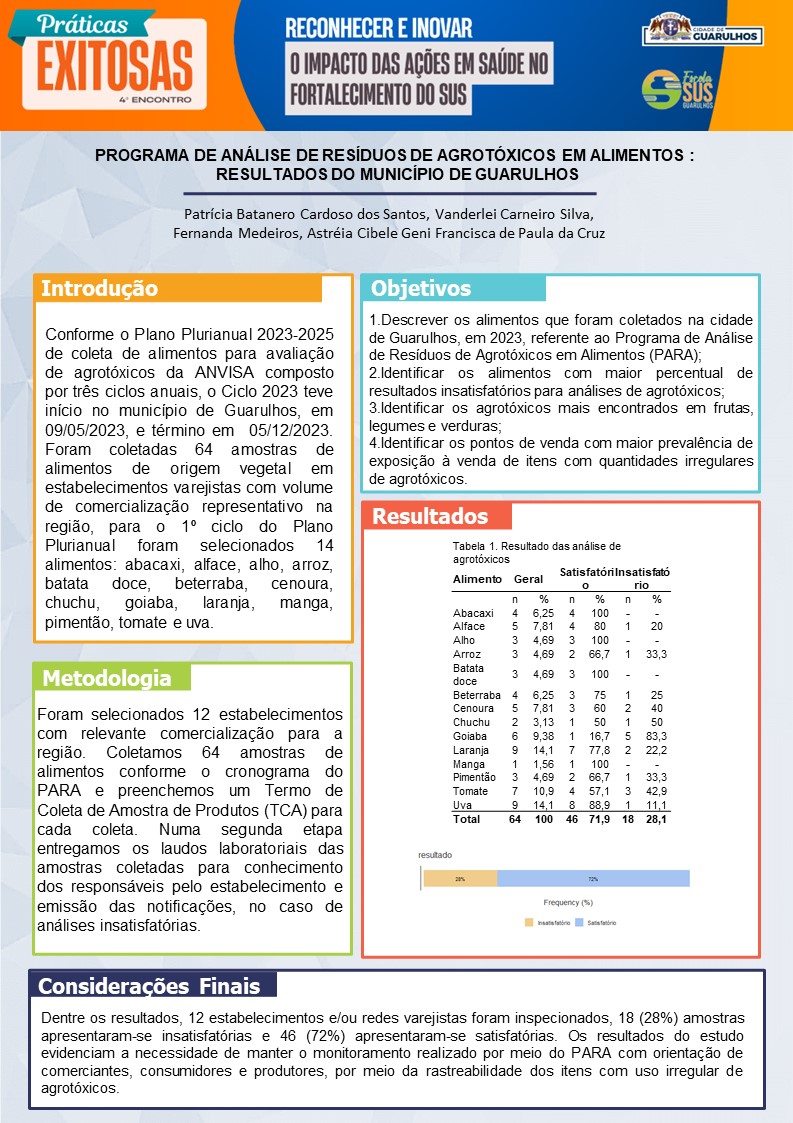 Práticas
EXITOSAS
4º ENCONTRO
RECONHECER E INOVAR
O IMPACTO DAS AÇÕES EM SAÚDE NO
FORTALECIMENTO DO SUS
CIDADE DE
GUARULHOS
Escola
SUS
GUARULHOS
PROGRAMA DE ANÁLISE DE RESÍDUOS DE AGROTÓXICOS EM ALIMENTOS :
RESULTADOS DO MUNICÍPIO DE GUARULHOS
Patrícia Batanero Cardoso dos Santos, Vanderlei Carneiro Silva,
Fernanda Medeiros, Astréia Cibele Geni Francisca de Paula da Cruz
Introdução
Conforme o Plano Plurianual 2023-2025
de coleta de alimentos para avaliação
de agrotóxicos da ANVISA composto
por três ciclos anuais, o Ciclo 2023 teve
início no município de Guarulhos, em
09/05/2023, e término em 05/12/2023.
Foram coletadas 64 amostras de
alimentos de origem vegetal em
estabelecimentos varejistas com volume
de comercialização representativo na
região, para o 1º ciclo do Plano
Plurianual foram selecionados 14
alimentos: abacaxi, alface, alho, arroz,
batata doce, beterraba, cenoura,
chuchu, goiaba, laranja, manga,
pimentão, tomate e uva.
Metodologia
Foram selecionados 12 estabelecimentos
com relevante comercialização para a
região. Coletamos 64 amostras de
alimentos conforme o cronograma do
PARA e preenchemos um Termo de
Coleta de Amostra de Produtos (TCA) para
cada coleta. Numa segunda etapa
entregamos os laudos laboratoriais das
amostras coletadas para conhecimento
dos responsáveis pelo estabelecimento e
emissão das notificações, no caso de
análises insatisfatórias.
Objetivos
1.Descrever os alimentos que foram coletados na cidade
de Guarulhos, em 2023, referente ao Programa de Análise
de Resíduos de Agrotóxicos em Alimentos (PARA);
2.Identificar os alimentos com maior percentual de
resultados insatisfatórios para análises de agrotóxicos;
3.Identificar os agrotóxicos mais encontrados em frutas,
legumes e verduras;
4.Identificar os pontos de venda com maior prevalência de
exposição à venda de itens com quantidades irregulares
de agrotóxicos.
Resultados
Tabela 1. Resultado das análise de
agrotóxicos
Alimento Geral Satisfatóri o Insatisfató rio
n % n % n %
Abacaxi 4 6,25 4 100 - -
Alface 5 7,81 4 80 1 20
Alho 3 4,69 3 100 - -
Arroz 3 4,69 2 66,7 1 33,3
Batata doce 3 4,69 3 100 - -
Beterraba 4 6,25 3 75 1 25
Cenoura 5 7,81 3 60 2 40
Chuchu 2 3,13 1 50 1 50
Goiaba 6 9,38 1 16,7 5 83,3
Laranja 9 14,1 7 77,8 2 22,2
Manga 1 1,56 1 100 - -
Pimentão 3 4,69 2 66,7 1 33,3
Tomate 7 10,9 4 57,1 3 42,9
Uva 9 14,1 8 88,9 1 11,1
Total 64 100 46 71,9 18 28,1
resultado
28% 72%
Frequency (%)
Insatisfatório Satisfatório
Considerações Finais
Dentre os resultados, 12 estabelecimentos e/ou redes varejistas foram inspecionados, 18 (28%) amostras
apresentaram-se insatisfatórias e 46 (72%) apresentaram-se satisfatórias. Os resultados do estudo
evidenciam a necessidade de manter o monitoramento realizado por meio do PARA com orientação de
comerciantes, consumidores e produtores, por meio da rastreabilidade dos itens com uso irregular de
agrotóxicos.